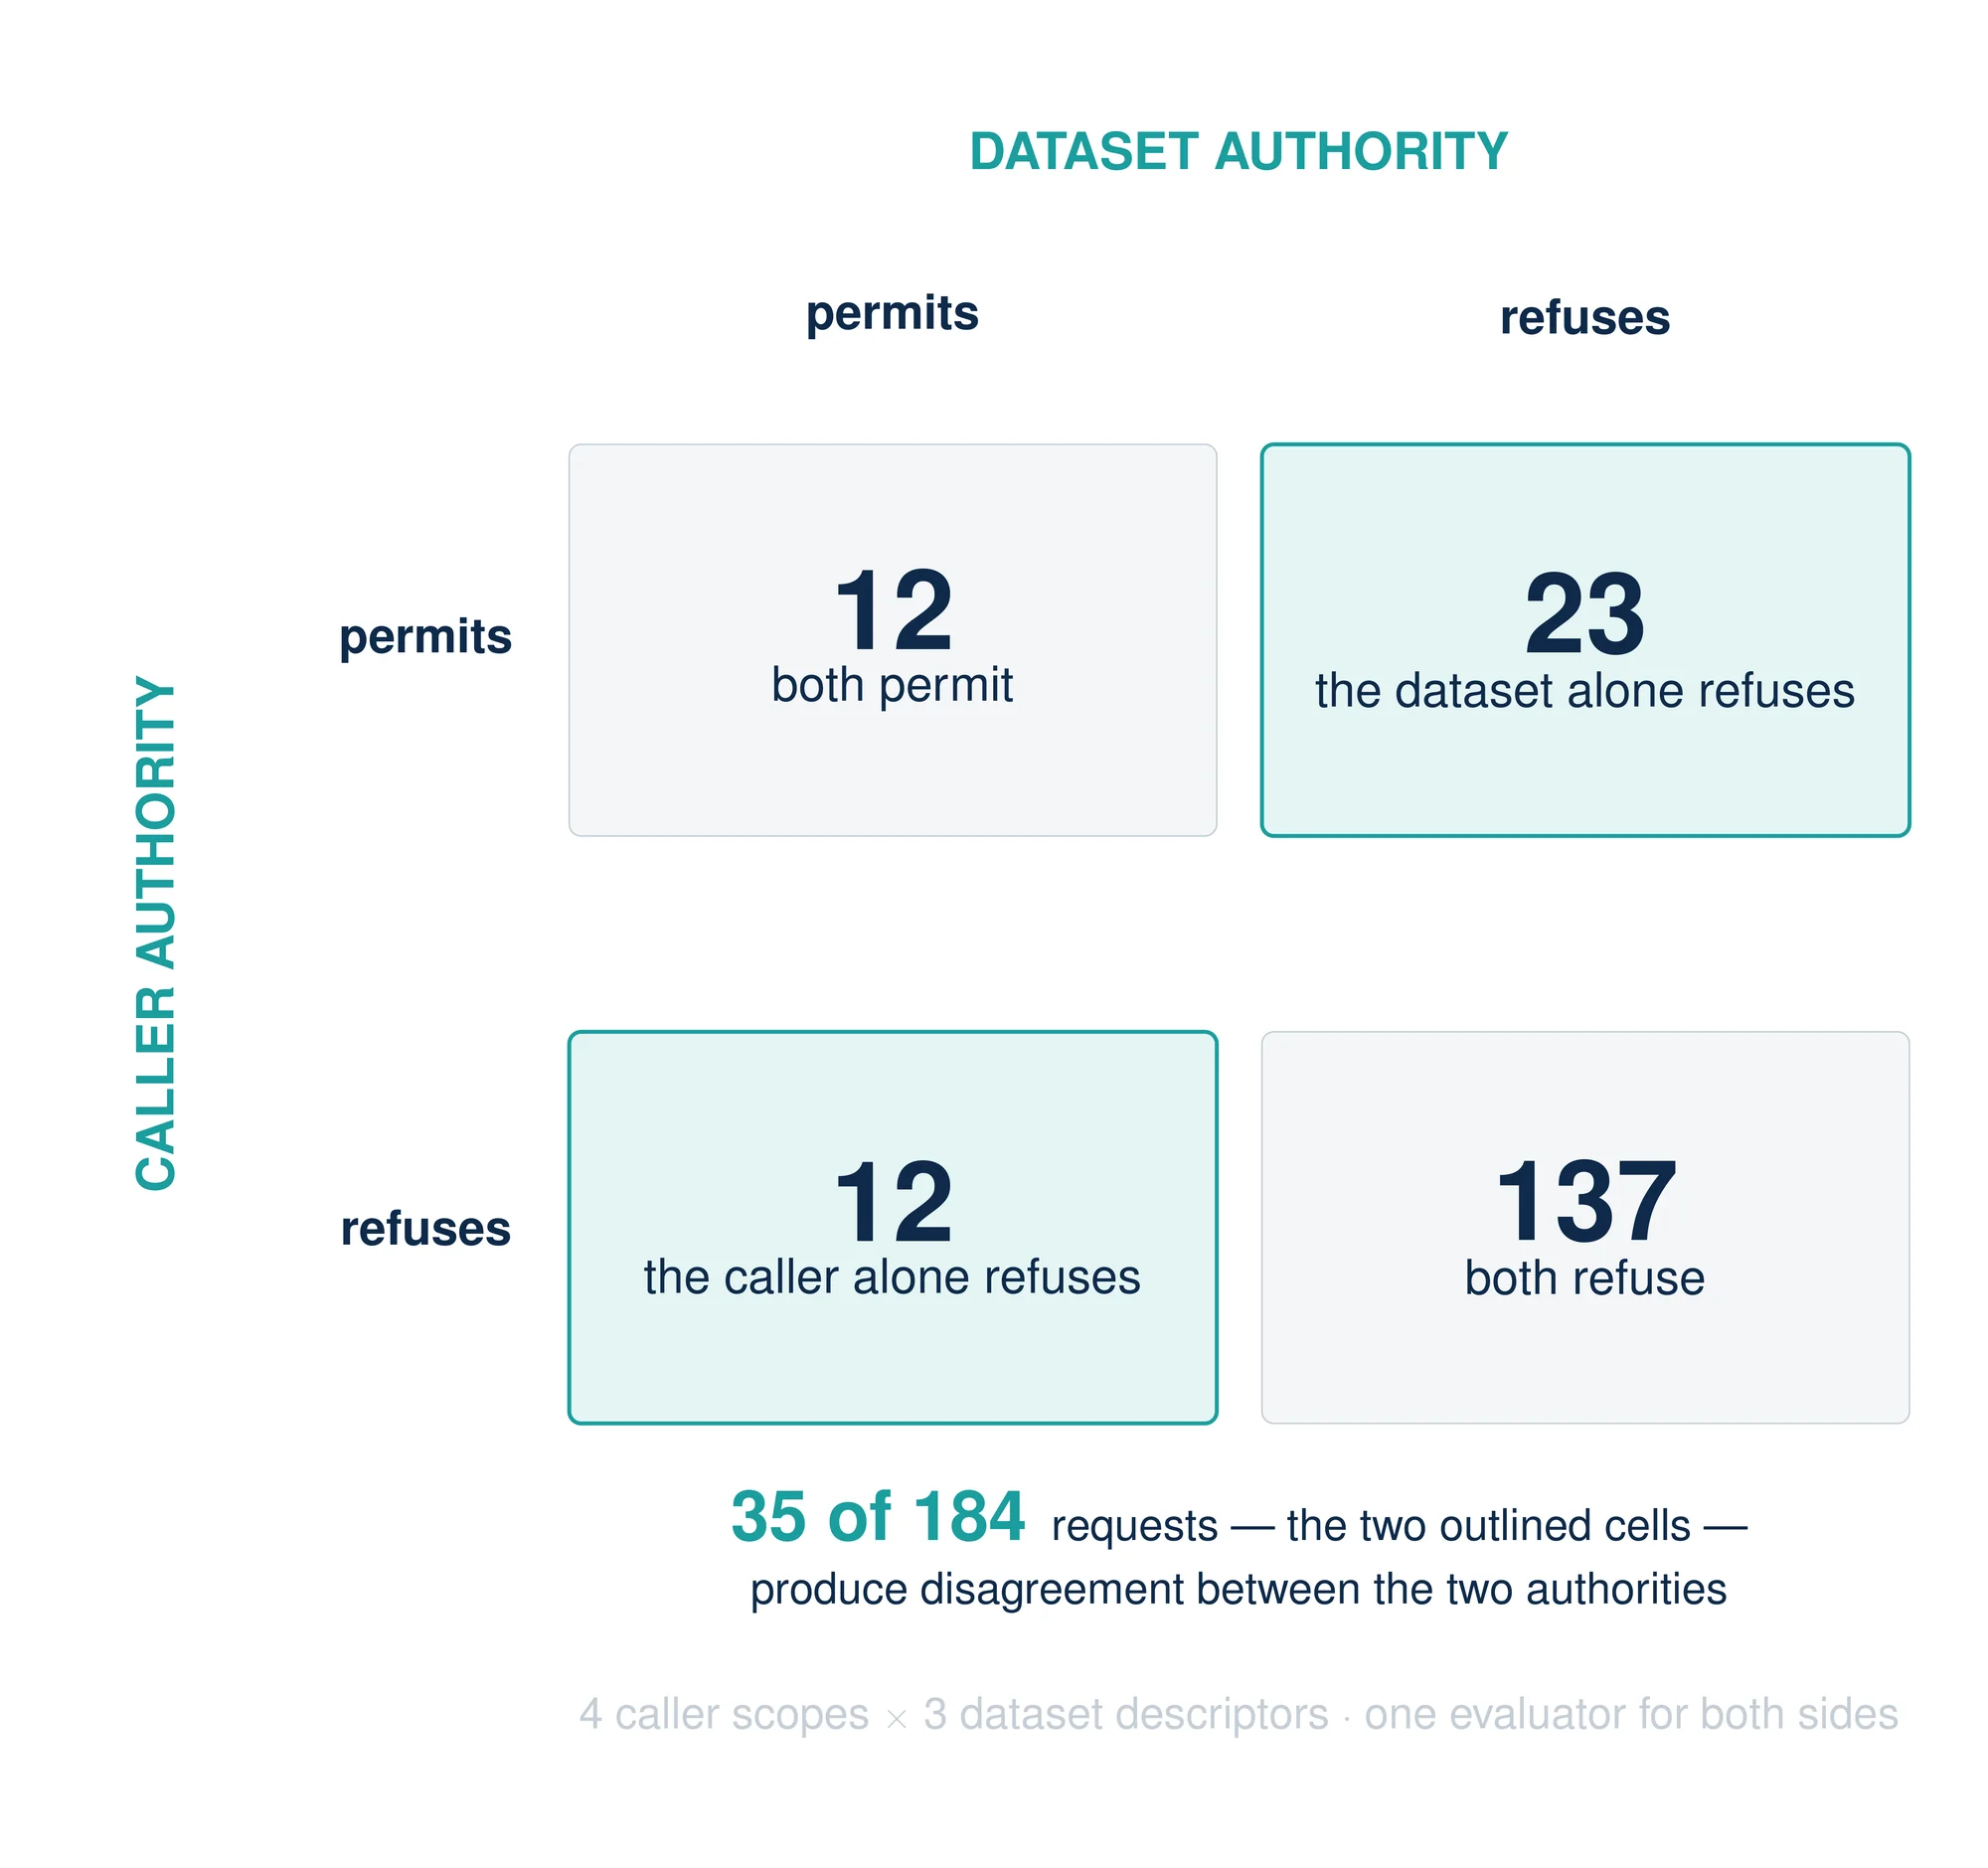 DATASET AUTHORITY
permits
refuses
CALLER AUTHORITY
permits
12
both permit
23
the dataset alone refuses
refuses
12
the caller alone refuses
137
both refuse
35 of 184 requests — the two outlined cells —
produce disagreement between the two authorities
4 caller scopes × 3 dataset descriptors · one evaluator for both sides